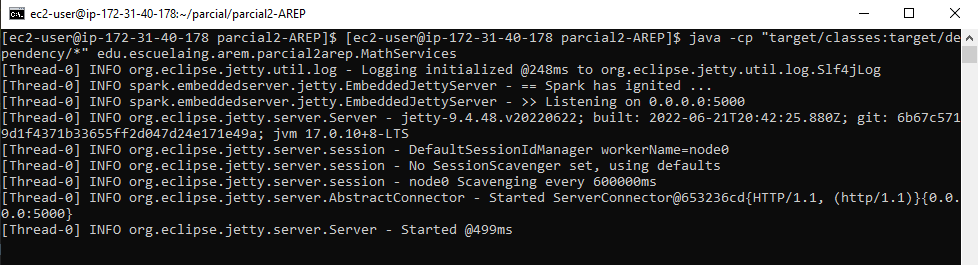 ec2-user@ip-172-31-40-178:~/parcial/parcial2-AREP
[ec2-user@ip-172-31-40-178 parcial2-AREP]$ [ec2-user@ip-172-31-40-178 parcial2-AREP]$ java -cp "target/classes:target/de
pendency/*" edu.escuelaing.arem.parcial2arep.MathServices
[Thread-0] INFO org.eclipse.jetty.util.log - Logging initialized @248ms to org.eclipse.jetty.util.log.Slf4jLog
[Thread-0] INFO spark.embeddedserver.jetty.EmbeddedJettyServer - == Spark has ignited ...
[Thread-0] INFO spark.embeddedserver.jetty.EmbeddedJettyServer - >> Listening on 0.0.0.0:5000
[Thread-0] INFO org.eclipse.jetty.server.Server - jetty-9.4.48.v20220622; built: 2022-06-21T20:42:25.880Z; git: 6b67c571
9d1f4371b33655ff2d047d24e171e49a; jvm 17.0.10+8-LTS
[Thread-0] INFO org.eclipse.jetty.server.session - DefaultSessionIdManager workerName=node0
[Thread-0] INFO org.eclipse.jetty.server.session - No SessionScavenger set, using defaults
[Thread-0] INFO org.eclipse.jetty.server.session - node0 Scavenging every 600000ms
[Thread-0] INFO org.eclipse.jetty.server.AbstractConnector - Started ServerConnector@653236cd{HTTP/1.1, (http/1.1)}{0.0.
0.0:5000}
[Thread-0] INFO org.eclipse.jetty.server.Server - Started @499ms